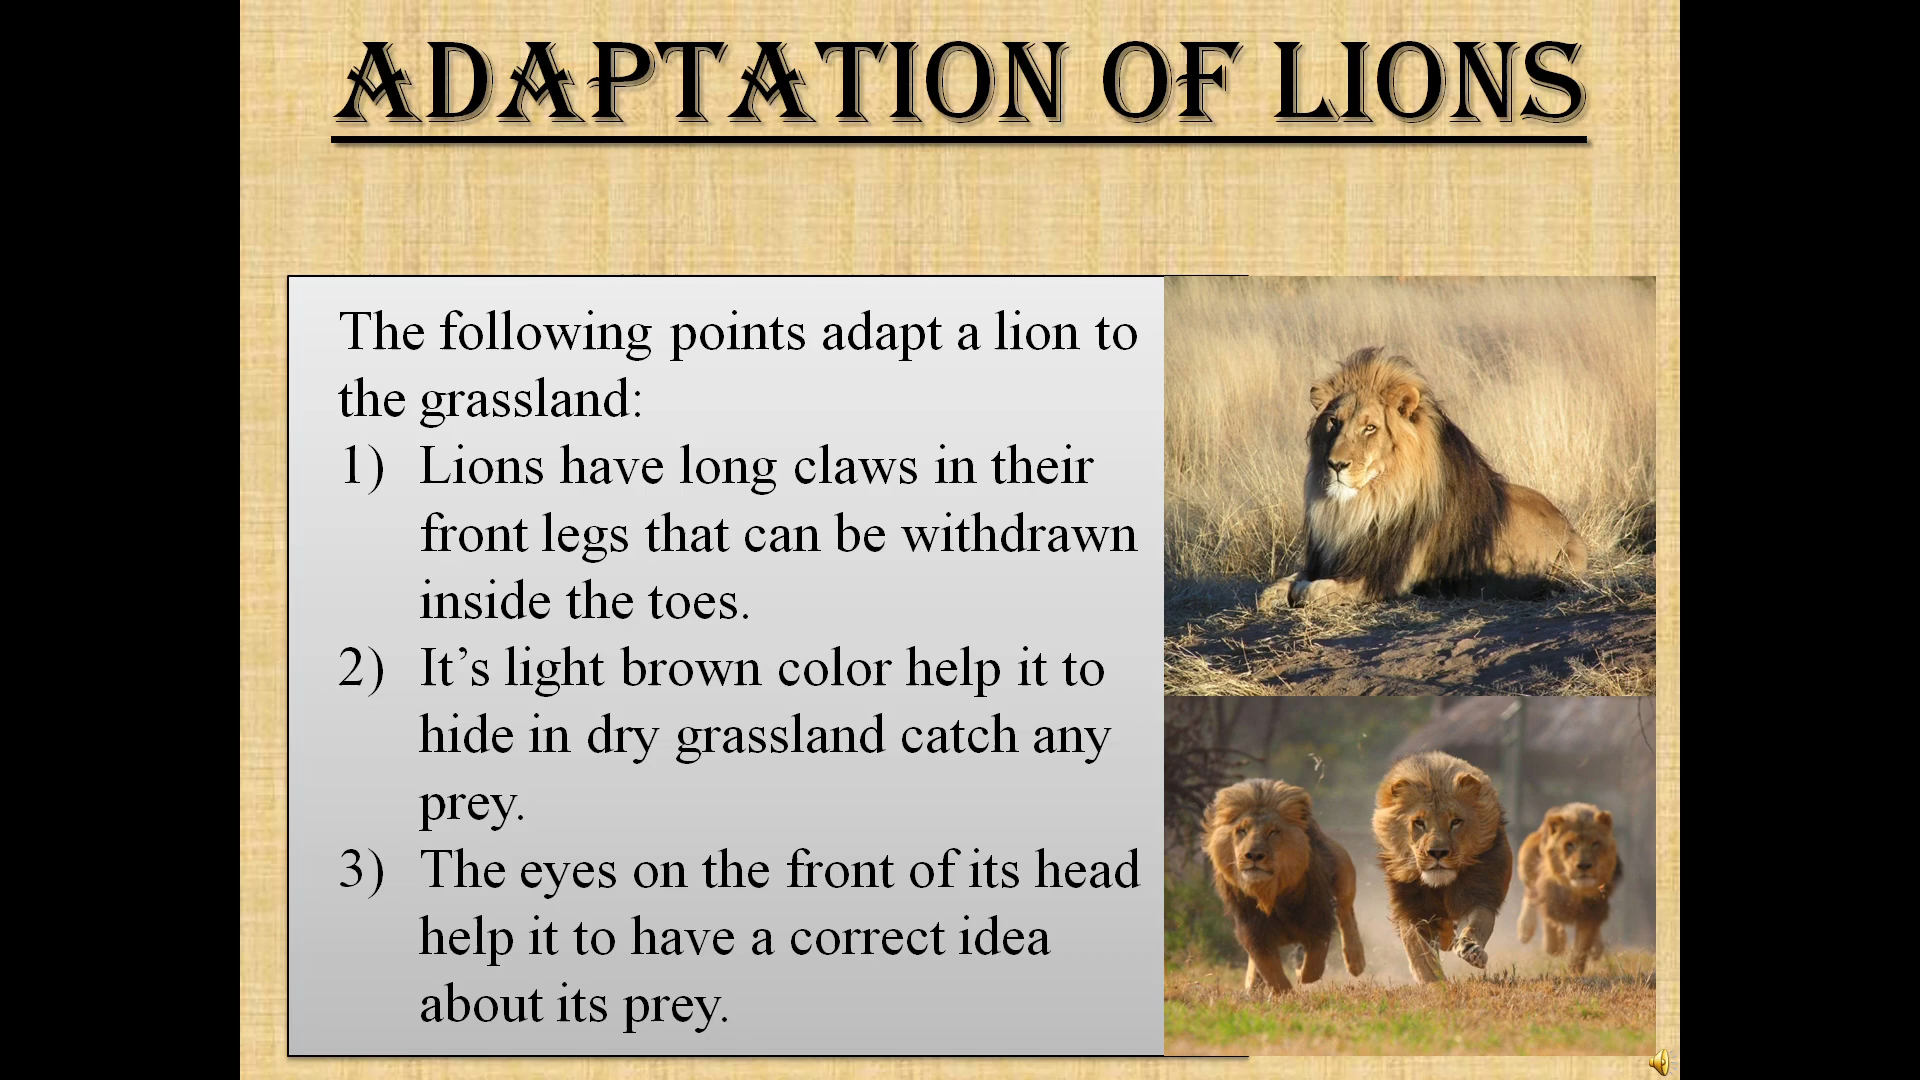 ADAPTATION OF LIONS
The following points adapt a lion to
the grassland:
1) Lions have long claws in their
front legs that can be withdrawn
inside the toes.
2) It’s light brown color help it to
hide in dry grassland catch any
prey.
3) The eyes on the front of its head
help it to have a correct idea
about its prey.